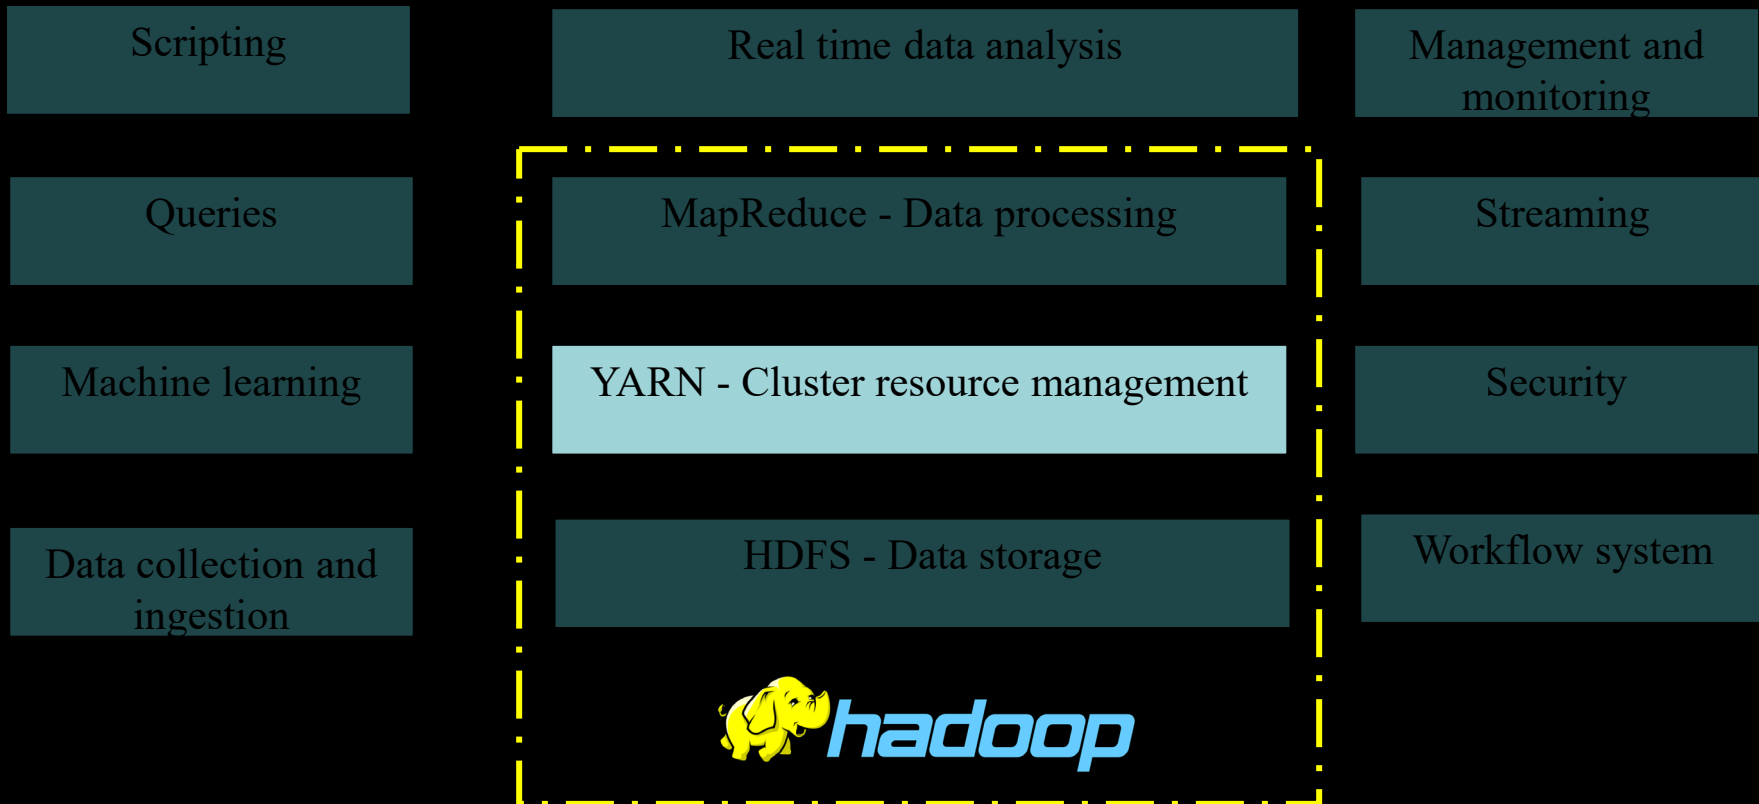 Scripting
Real time data analysis
Management and
monitoring
Queries
MapReduce - Data processing
Streaming
Machine learning
YARN - Cluster resource management
Security
Data collection and
ingestion
HDFS - Data storage
Workflow system
hadoop